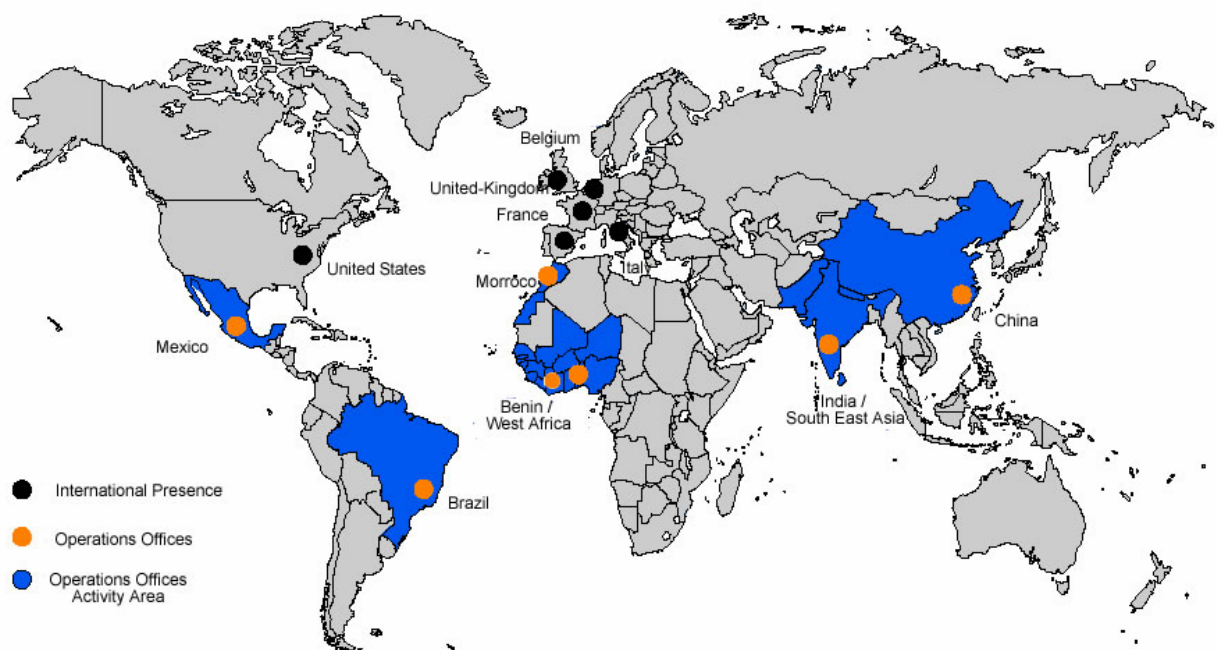 Belgium
United-Kingdom
France
United States
Ital
Morroco
Mexico
China
Benin /
West Africa
India /
South East Asia
International Presence
Brazil
Operations Offices
Operations Offices
Activity Area